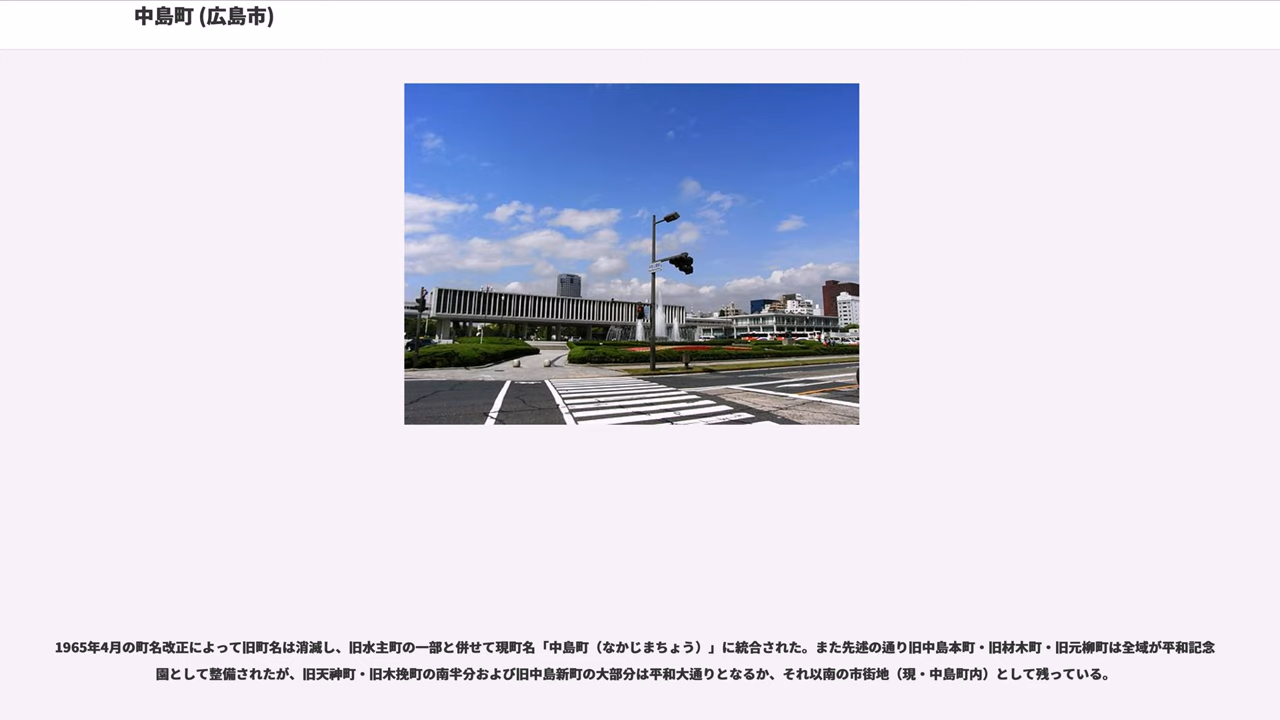 中島町 (広島市)
1965年4月の町名改正によって旧町名は消滅し、旧水主町の一部と併せて現町名「中島町（なかじまちょう）」に統合された。また先述の通り旧中島本町・旧材木町・旧元柳町は全域が平和記念
園として整備されたが、旧天神町・旧木挽町の南半分および旧中島新町の大部分は平和大通りとなるか、それ以南の市街地（現・中島町内）として残っている。